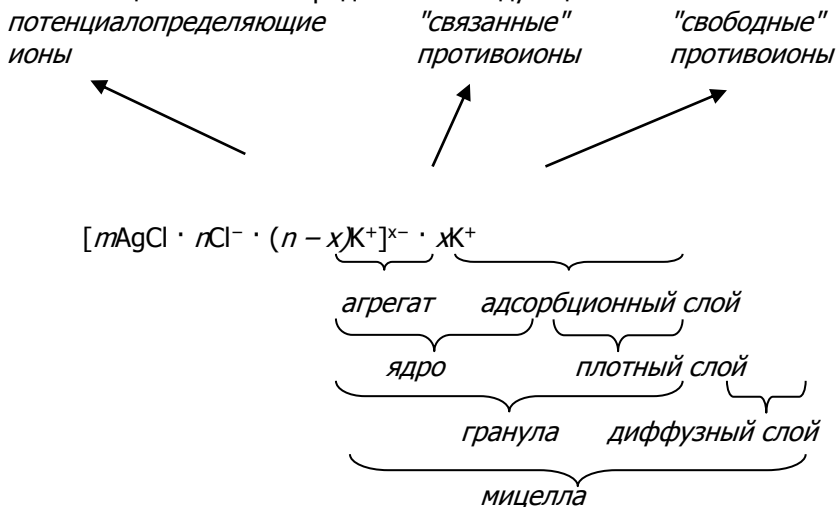 потенциалопределяющие "связанные" "свободные"
ионы противоионы противоионы
[mAgCl · nCl⁻ · (n – x)K⁺]ˣ⁻ · xK⁺
агрегат адсорбционный слой
ядро плотный слой
гранула диффузный слой
мицелла